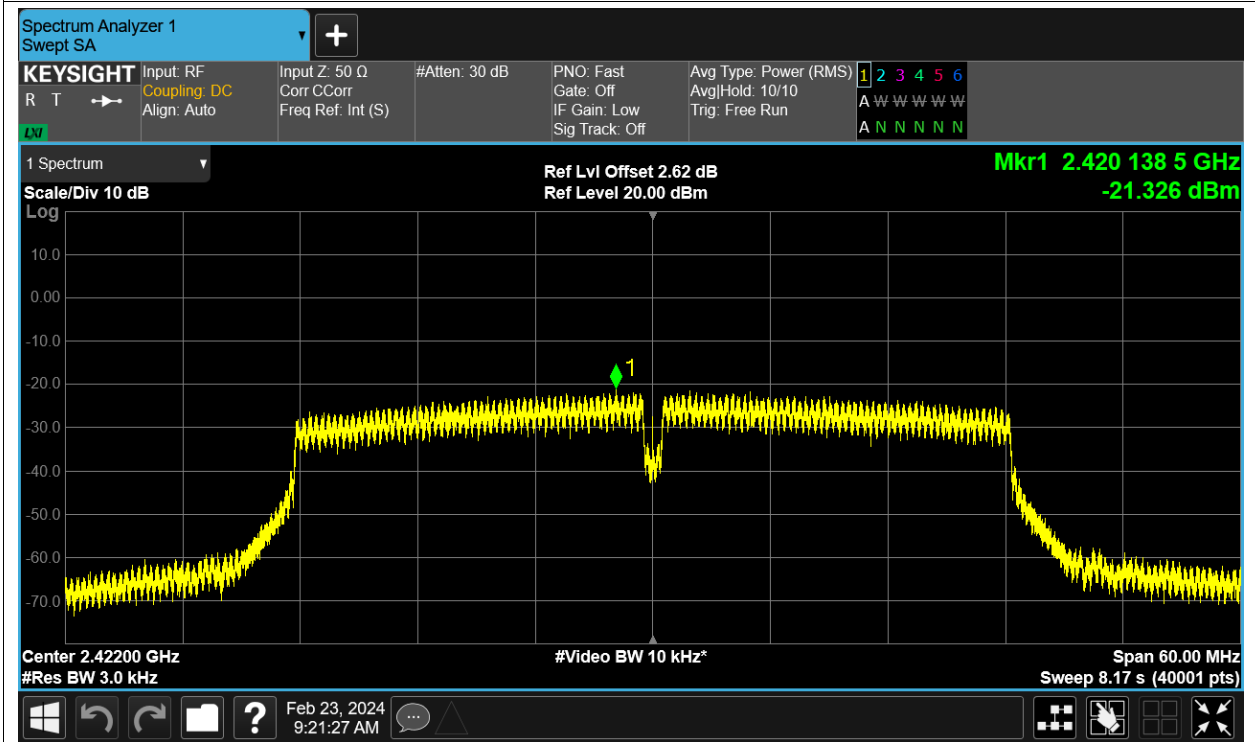 Spectrum Analyzer 1
Swept SA
▼
+
KEYSIGHT
R T
LXI
Input: RF
Coupling: DC
Align: Auto
Input Z: 50 Ω
Corr CCorr
Freq Ref: Int (S)
#Atten: 30 dB
PNO: Fast
Gate: Off
IF Gain: Low
Sig Track: Off
Avg Type: Power (RMS)
Avg|Hold: 10/10
Trig: Free Run
1 2 3 4 5 6
A W W W W W
A N N N N N
1 Spectrum ▼
Scale/Div 10 dB
Log
Ref Lvl Offset 2.62 dB
Ref Level 20.00 dBm
Mkr1 2.420 138 5 GHz
-21.326 dBm
10.0
0.00
-10.0
-20.0
-30.0
-40.0
-50.0
-60.0
-70.0
1
Center 2.42200 GHz
#Res BW 3.0 kHz
#Video BW 10 kHz*
Span 60.00 MHz
Sweep 8.17 s (40001 pts)
?
Feb 23, 2024
9:21:27 AM